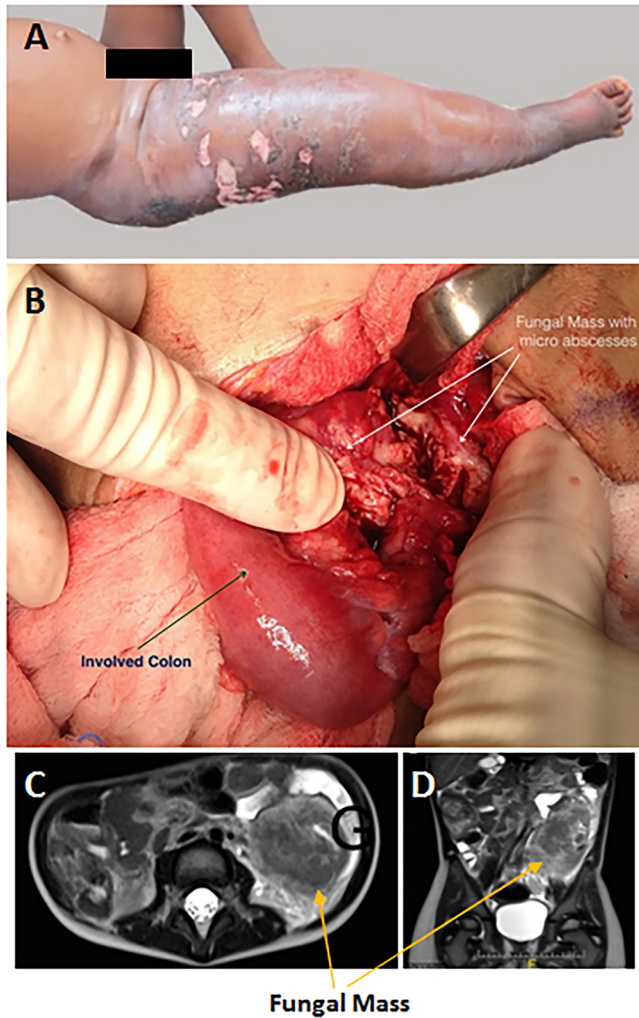 A
B
Fungal Mass with
micro abscesses
Involved Colon
C
G
D
F
Fungal Mass